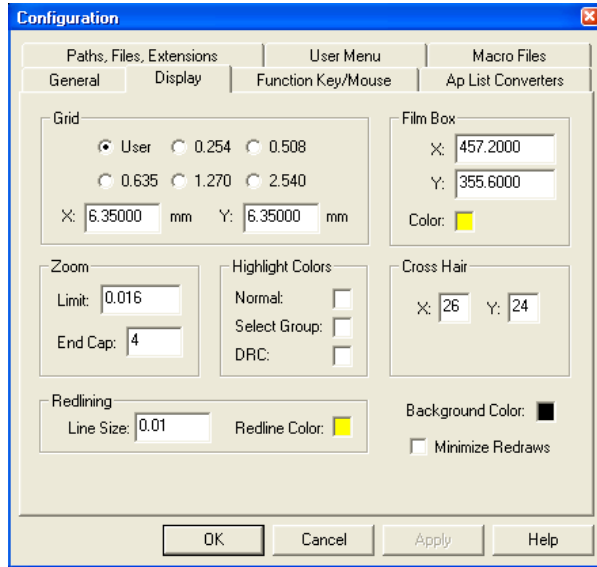 Configuration
Paths, Files, Extensions User Menu Macro Files
General Display Function Key/Mouse Ap List Converters
Grid
User 0.254 0.508
0.635 1.270 2.540
X: 6.35000 mm Y: 6.35000 mm
Film Box
X: 457.2000
Y: 355.6000
Color:
Zoom
Limit: 0.016
End Cap: 4
Highlight Colors
Normal:
Select Group:
DRC:
Cross Hair
X: 26 Y: 24
Redlining
Line Size: 0.01 Redline Color:
Background Color:
Minimize Redraws
OK Cancel Apply Help